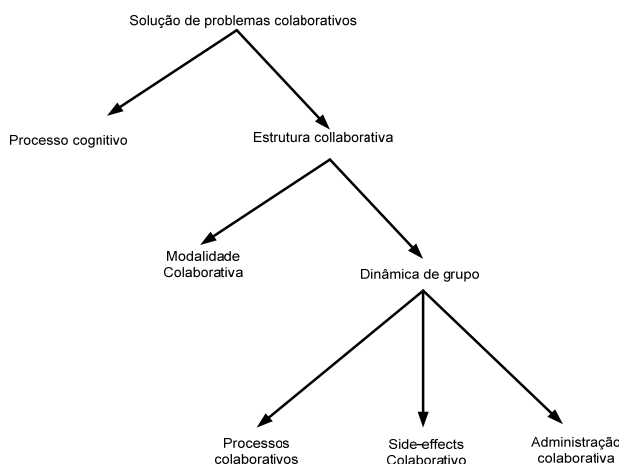 Solução de problemas colaborativos
Processo cognitivo
Estrutura collaborativa
Modalidade
Colaborativa
Dinâmica de grupo
Processos
colaborativos
Side-effects
Colaborativo
Administração
colaborativa